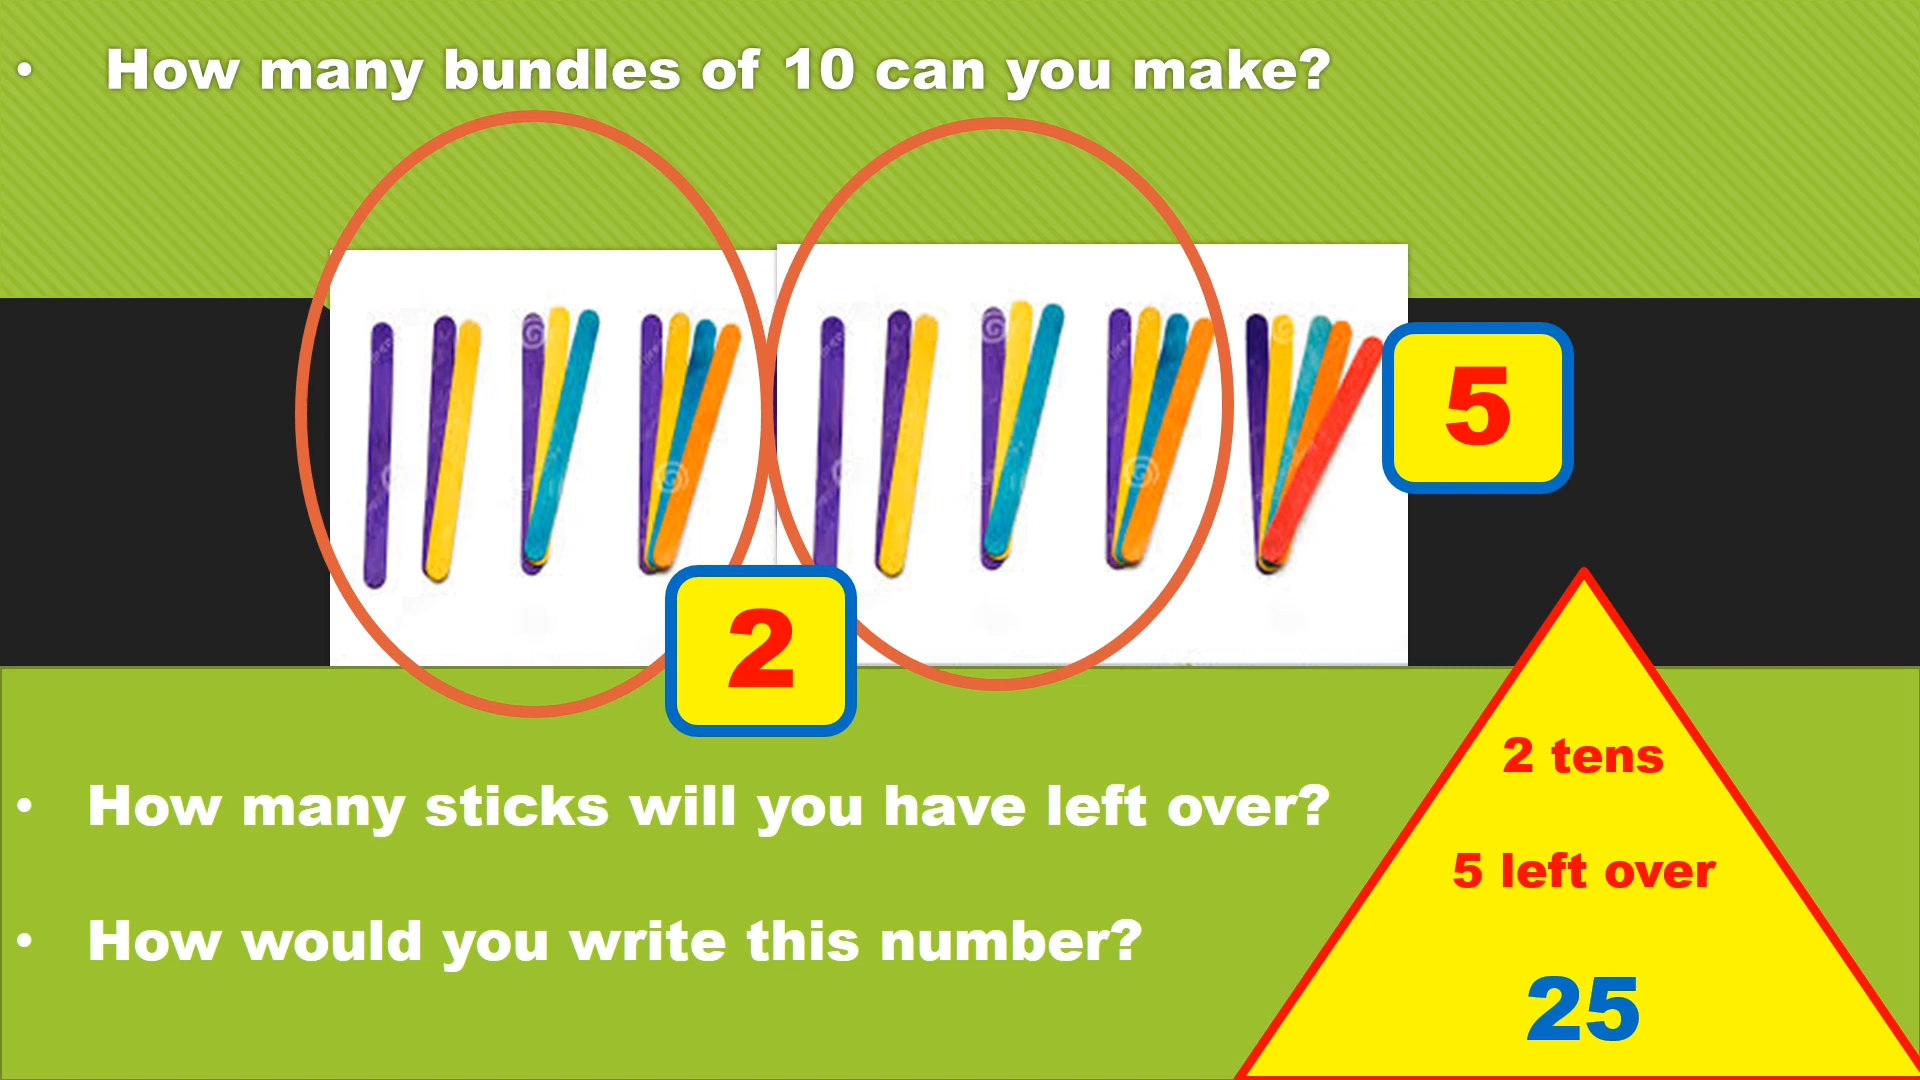 • How many bundles of 10 can you make?
5
2
• How many sticks will you have left over?
• How would you write this number?
2 tens
5 left over
25